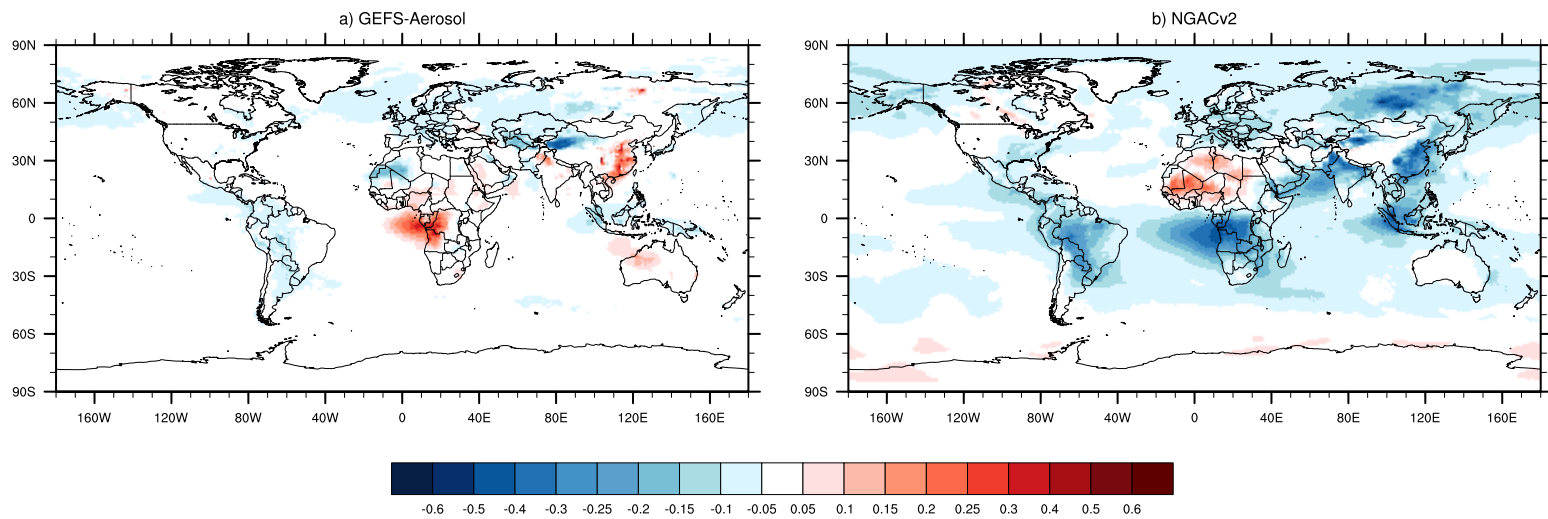 a) GEFS-Aerosol
b) NGACv2
90N 90N
60N 60N
30N 30N
0 0
30S 30S
60S 60S
90S 90S
160W 120W 80W 40W 0 40E 80E 120E 160E 160W 120W 80W 40W 0 40E 80E 120E 160E
-0.6 -0.5 -0.4 -0.3 -0.25 -0.2 -0.15 -0.1 -0.05 0.05 0.1 0.15 0.2 0.25 0.3 0.4 0.5 0.6